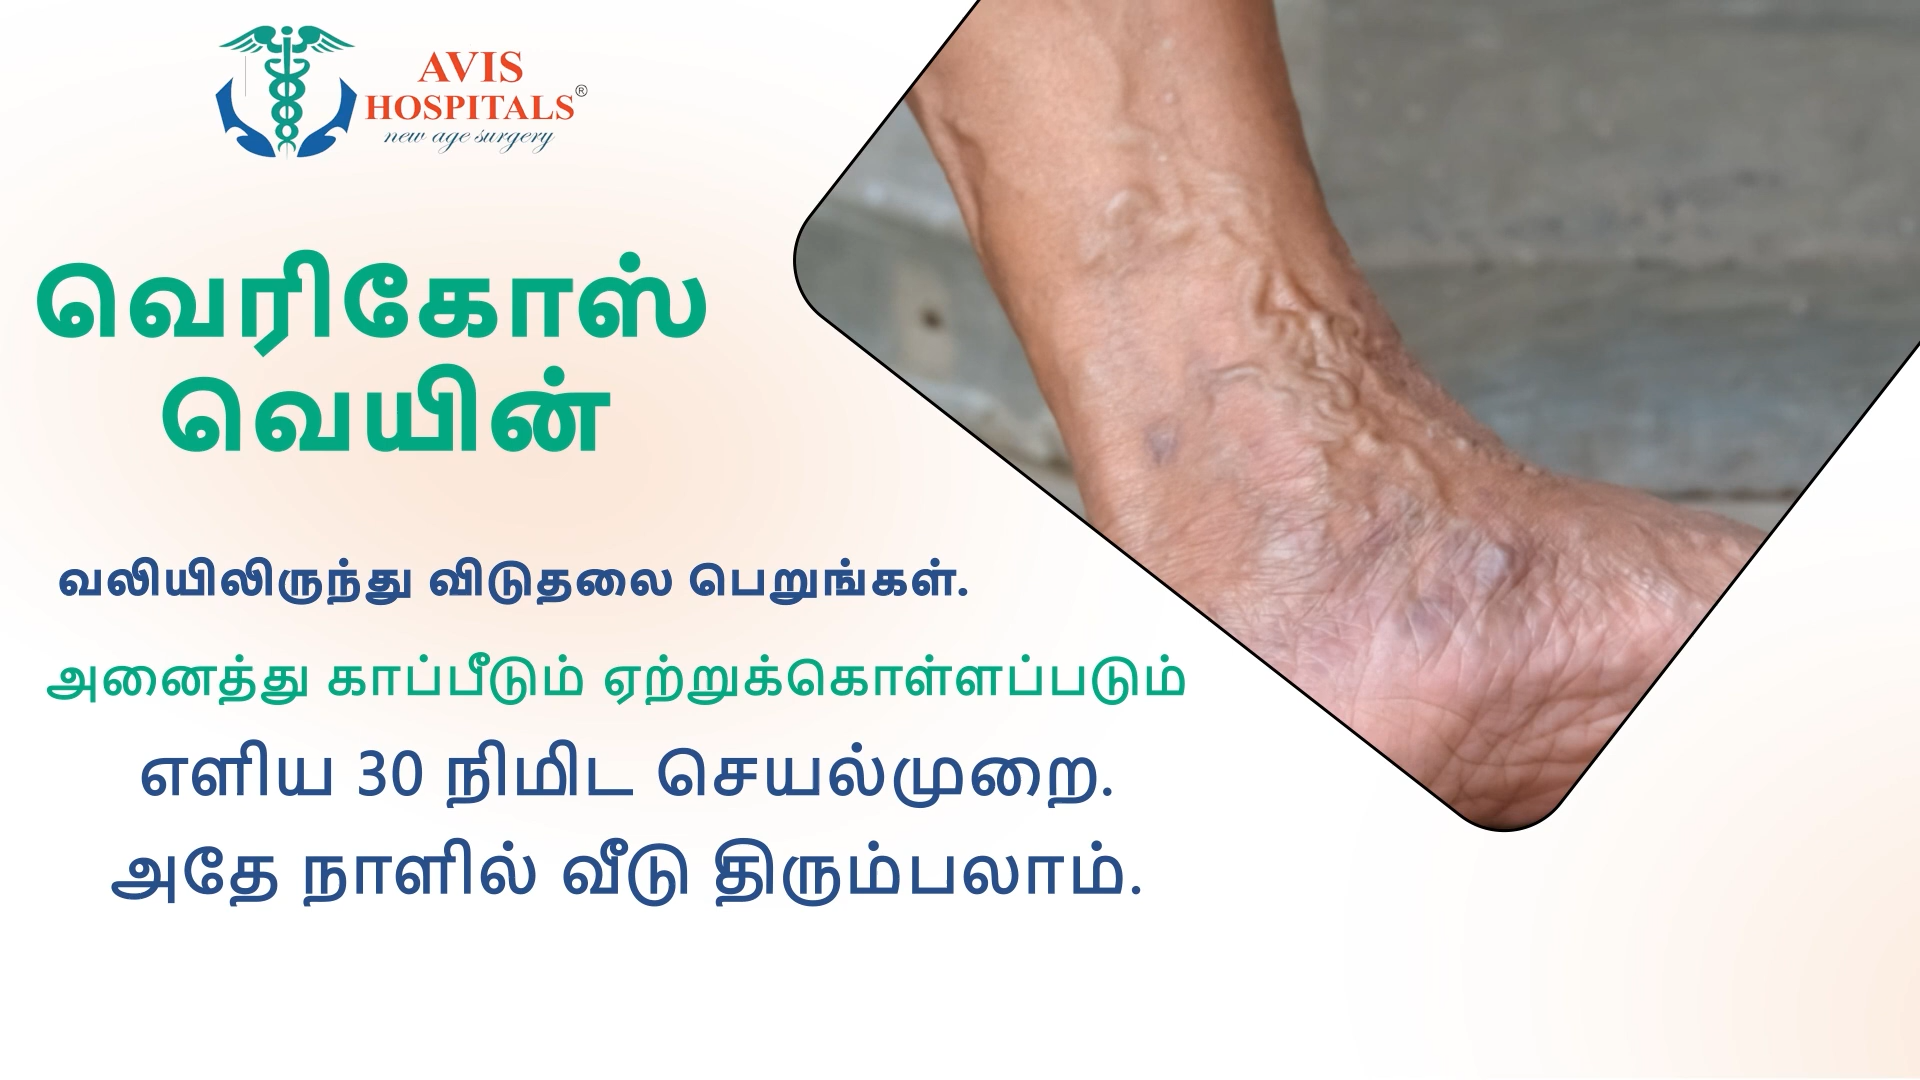 AVIS
HOSPITALS®
new age surgery
வெரிகோஸ்
வெயின்
வலியிலிருந்து விடுதலை பெறுங்கள்.
அனைத்து காப்பீடும் ஏற்றுக்கொள்ளப்படும்
எளிய 30 நிமிட செயல்முறை.
அதே நாளில் வீடு திரும்பலாம்.